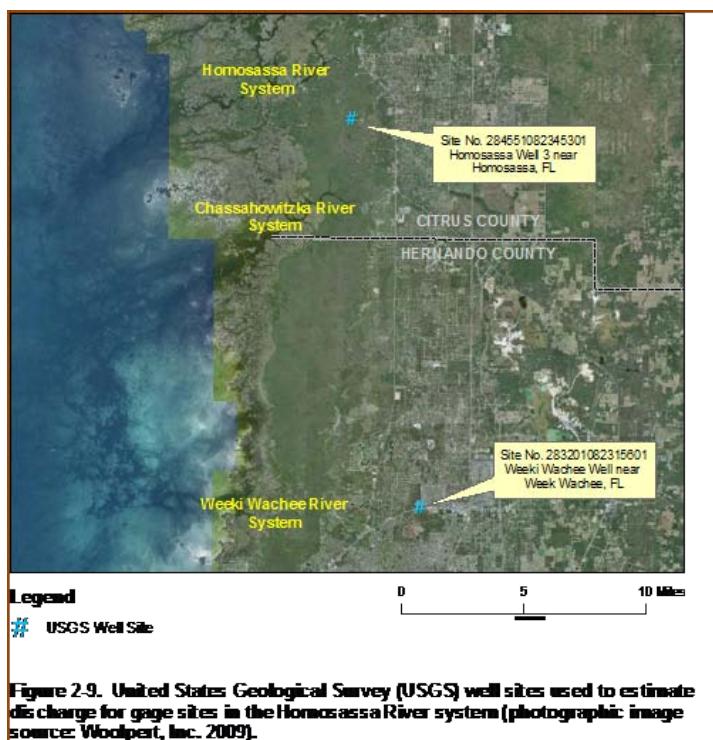 Homosassa River
System
Site No. 284551082345301
Homosassa Well 3 near
Homosassa, FL
Chassahowitzka River
System
CITRUS COUNTY
HERNANDO COUNTY
Site No. 283201082315601
Weeki Wachee Well near
Week Wachee, FL
Weeki Wachee River
System
Legend
# USGS Well Site
0 5 10 Miles
Figure 2-9. United States Geological Survey (USGS) well sites used to estimate
discharge for gage sites in the Homosassa River system (photographic image
source: Woolpert, Inc. 2009).